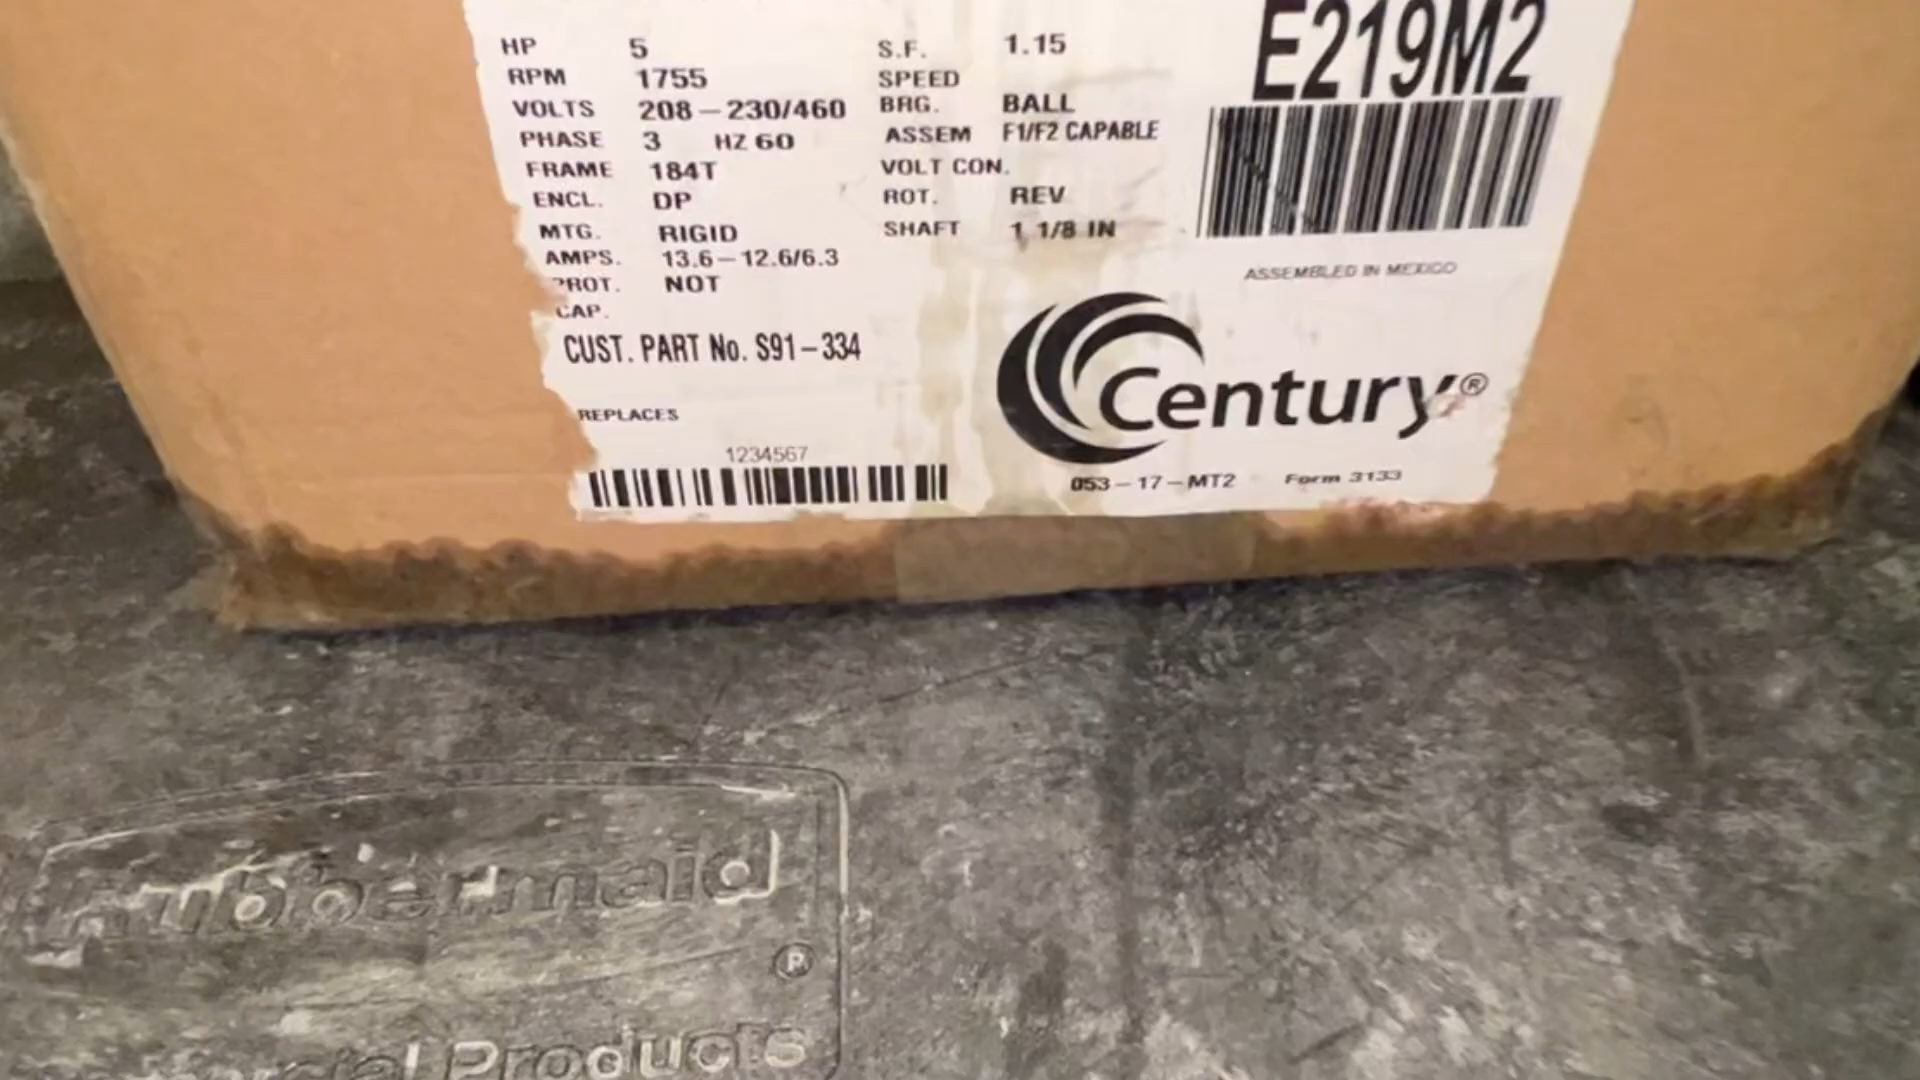 HP 5 S.F. 1.15 E219M2
RPM 1755 SPEED
VOLTS 208-230/460 BRG. BALL
PHASE 3 HZ 60 ASSEM F1/F2 CAPABLE
FRAME 184T VOLT CON.
ENCL. DP ROT. REV
MTG. RIGID SHAFT 1 1/8 IN
AMPS. 13.6-12.6/6.3 ASSEMBLED IN MEXICO
PROT. NOT
CAP.
CUST. PART No. S91-334
Century®
REPLACES
1234567
053-17-MT2 Form 3133
Rubbermaid
®
Products